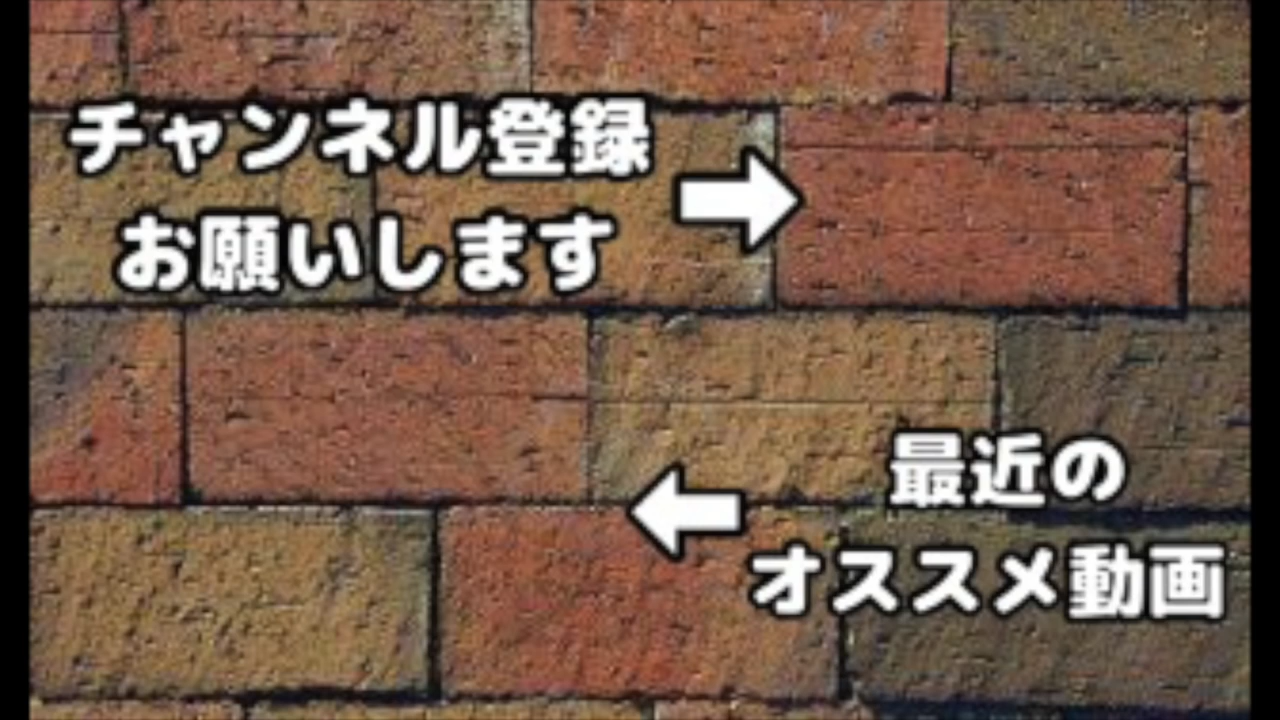 チャンネル登録
お願いします
最近の
オススメ動画